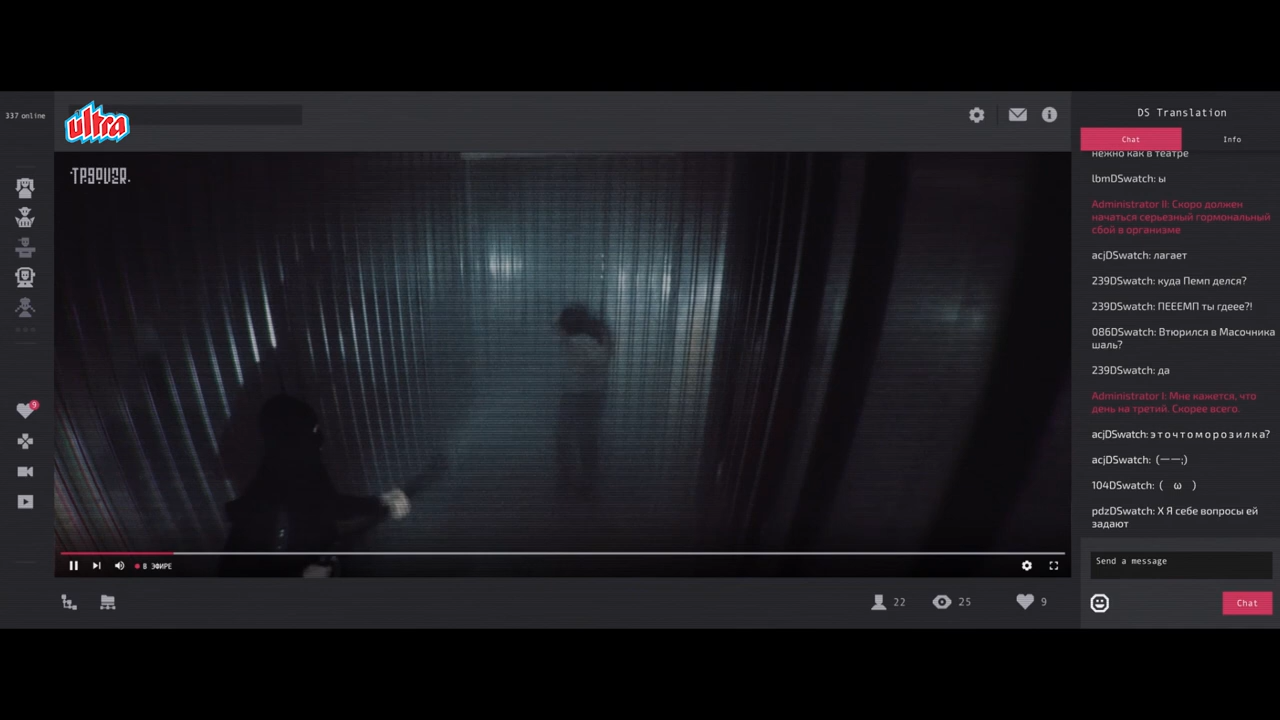 337 online
ultra
DS Translation
Chat
Info
нежно как в театре
lbmDSwatch: ы
Administrator II: Скоро должен
начаться серьезный гормональный
сбой в организме
acjDSwatch: лагает
239DSwatch: куда Пемп делся?
239DSwatch: ПЕЕЕМП ты гдеее?!
086DSwatch: Втюрился в Масочника
шаль?
239DSwatch: да
Administrator I: Мне кажется, что
день на третий. Скорее всего.
acjDSwatch: э т о ч т о м о р о з и л к а?
acjDSwatch: (一一;)
104DSwatch: ( ω )
pdzDSwatch: Х Я себе вопросы ей
задают
9
В ЭФИРЕ
22
25
9
Send a message
Chat